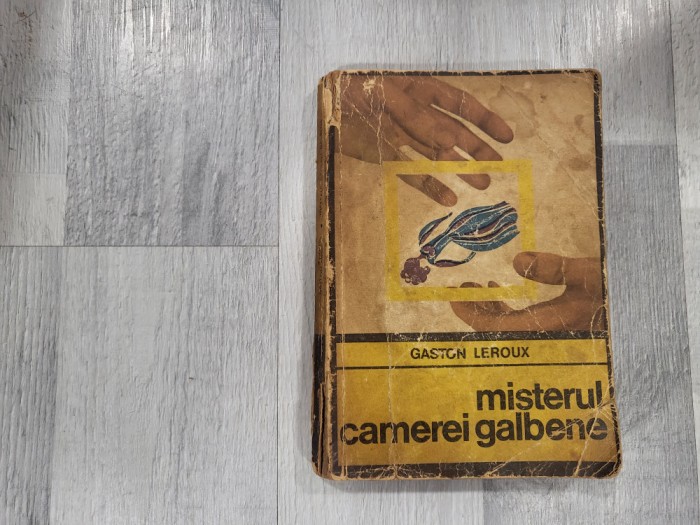 GASTON LEROUX
misterul
camerei galbene